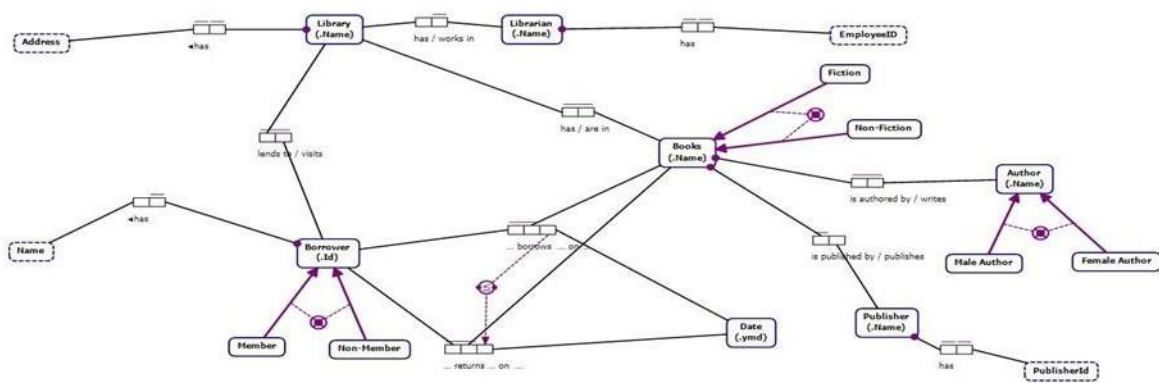 Library
(.Name)
Librarian
(.Name)
Address
◂has
has / works in
has
EmployeeID
Fiction
Non-Fiction
has / are in
Books
(.Name)
lends to / visits
Author
(.Name)
is authored by / writes
◂has
Name
Borrower
(.Id)
... borrows ... on
is published by / publishes
Male Author
Female Author
Member
Non-Member
Date
(.ymd)
Publisher
(.Name)
... returns ... on ....
has
PublisherId